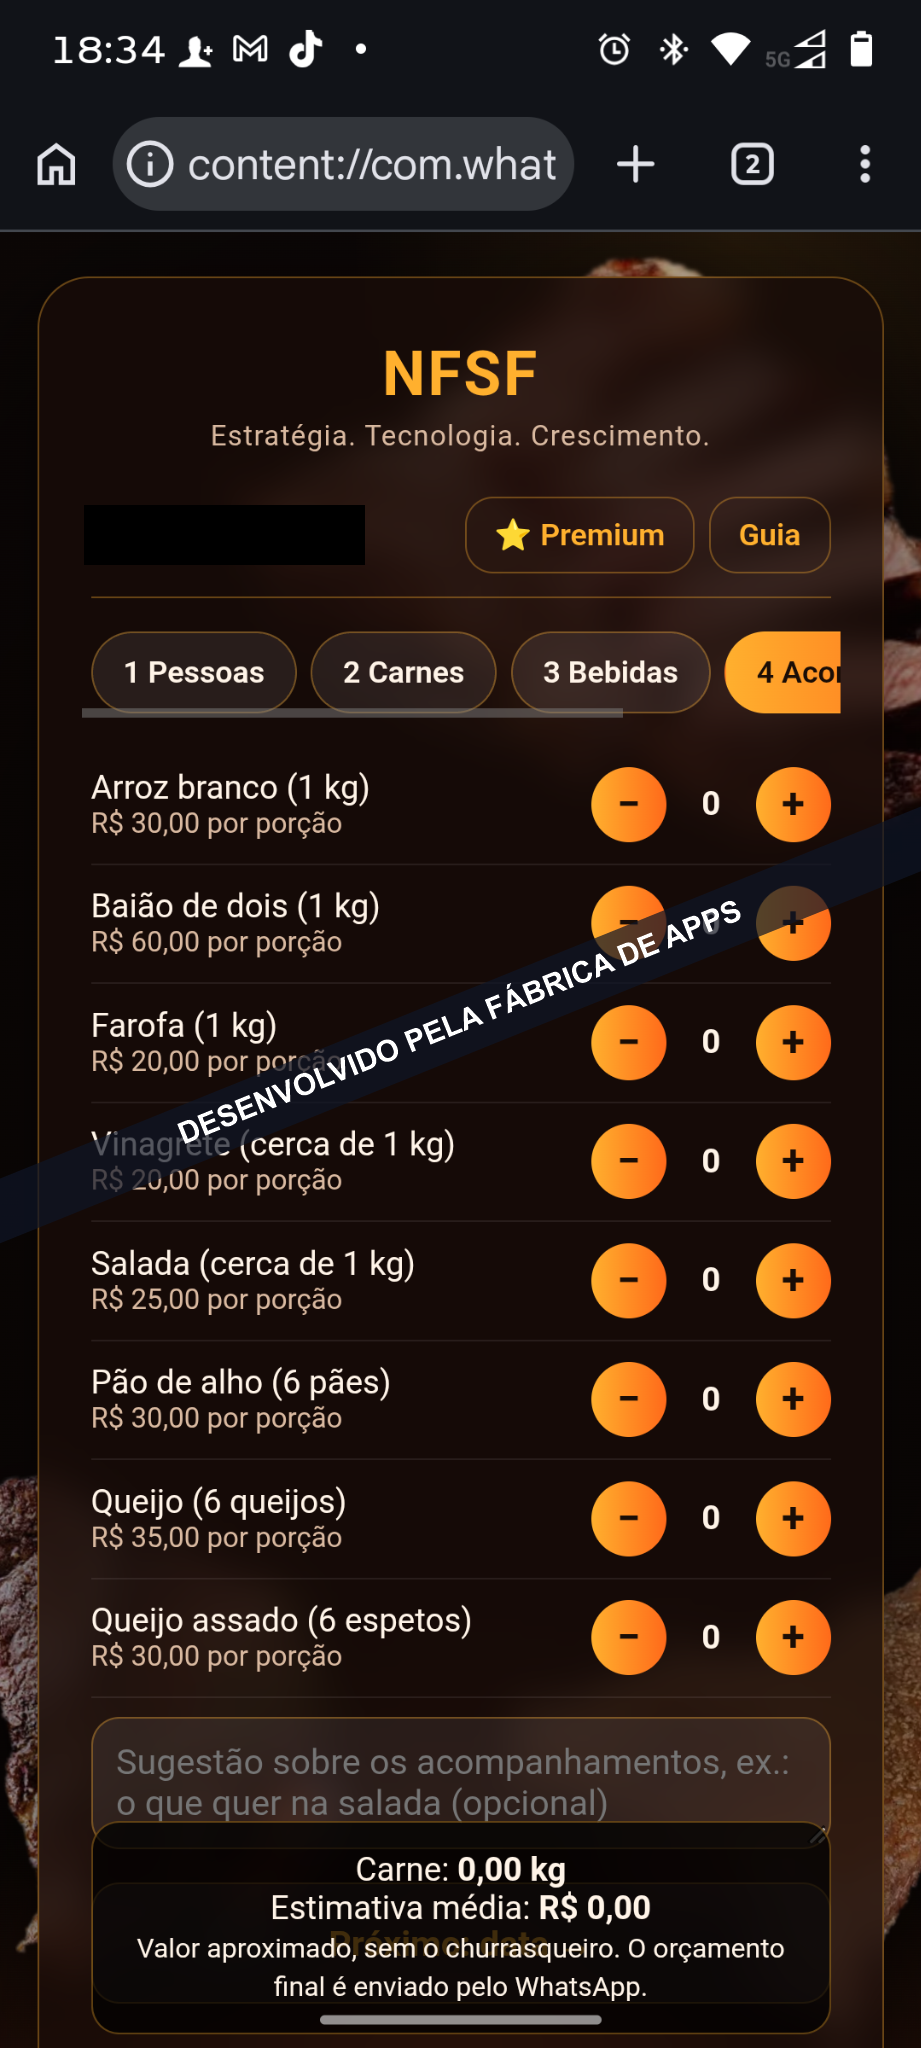 18:34
5G
content://com.what
2
NFSF
Estratégia. Tecnologia. Crescimento.
⭐ Premium
Guia
1 Pessoas
2 Carnes
3 Bebidas
4 Acor
Arroz branco (1 kg)
R$ 30,00 por porção
− 0 +
Baião de dois (1 kg)
R$ 60,00 por porção
− 0 +
DESENVOLVIDO PELA FÁBRICA DE APPS
Farofa (1 kg)
R$ 20,00 por porção
− 0 +
Vinagrete (cerca de 1 kg)
R$ 20,00 por porção
− 0 +
Salada (cerca de 1 kg)
R$ 25,00 por porção
− 0 +
Pão de alho (6 pães)
R$ 30,00 por porção
− 0 +
Queijo (6 queijos)
R$ 35,00 por porção
− 0 +
Queijo assado (6 espetos)
R$ 30,00 por porção
− 0 +
Sugestão sobre os acompanhamentos, ex.:
o que quer na salada (opcional)
Carne: 0,00 kg
Estimativa média: R$ 0,00
Valor aproximado, sem o churrasqueiro. O orçamento
final é enviado pelo WhatsApp.